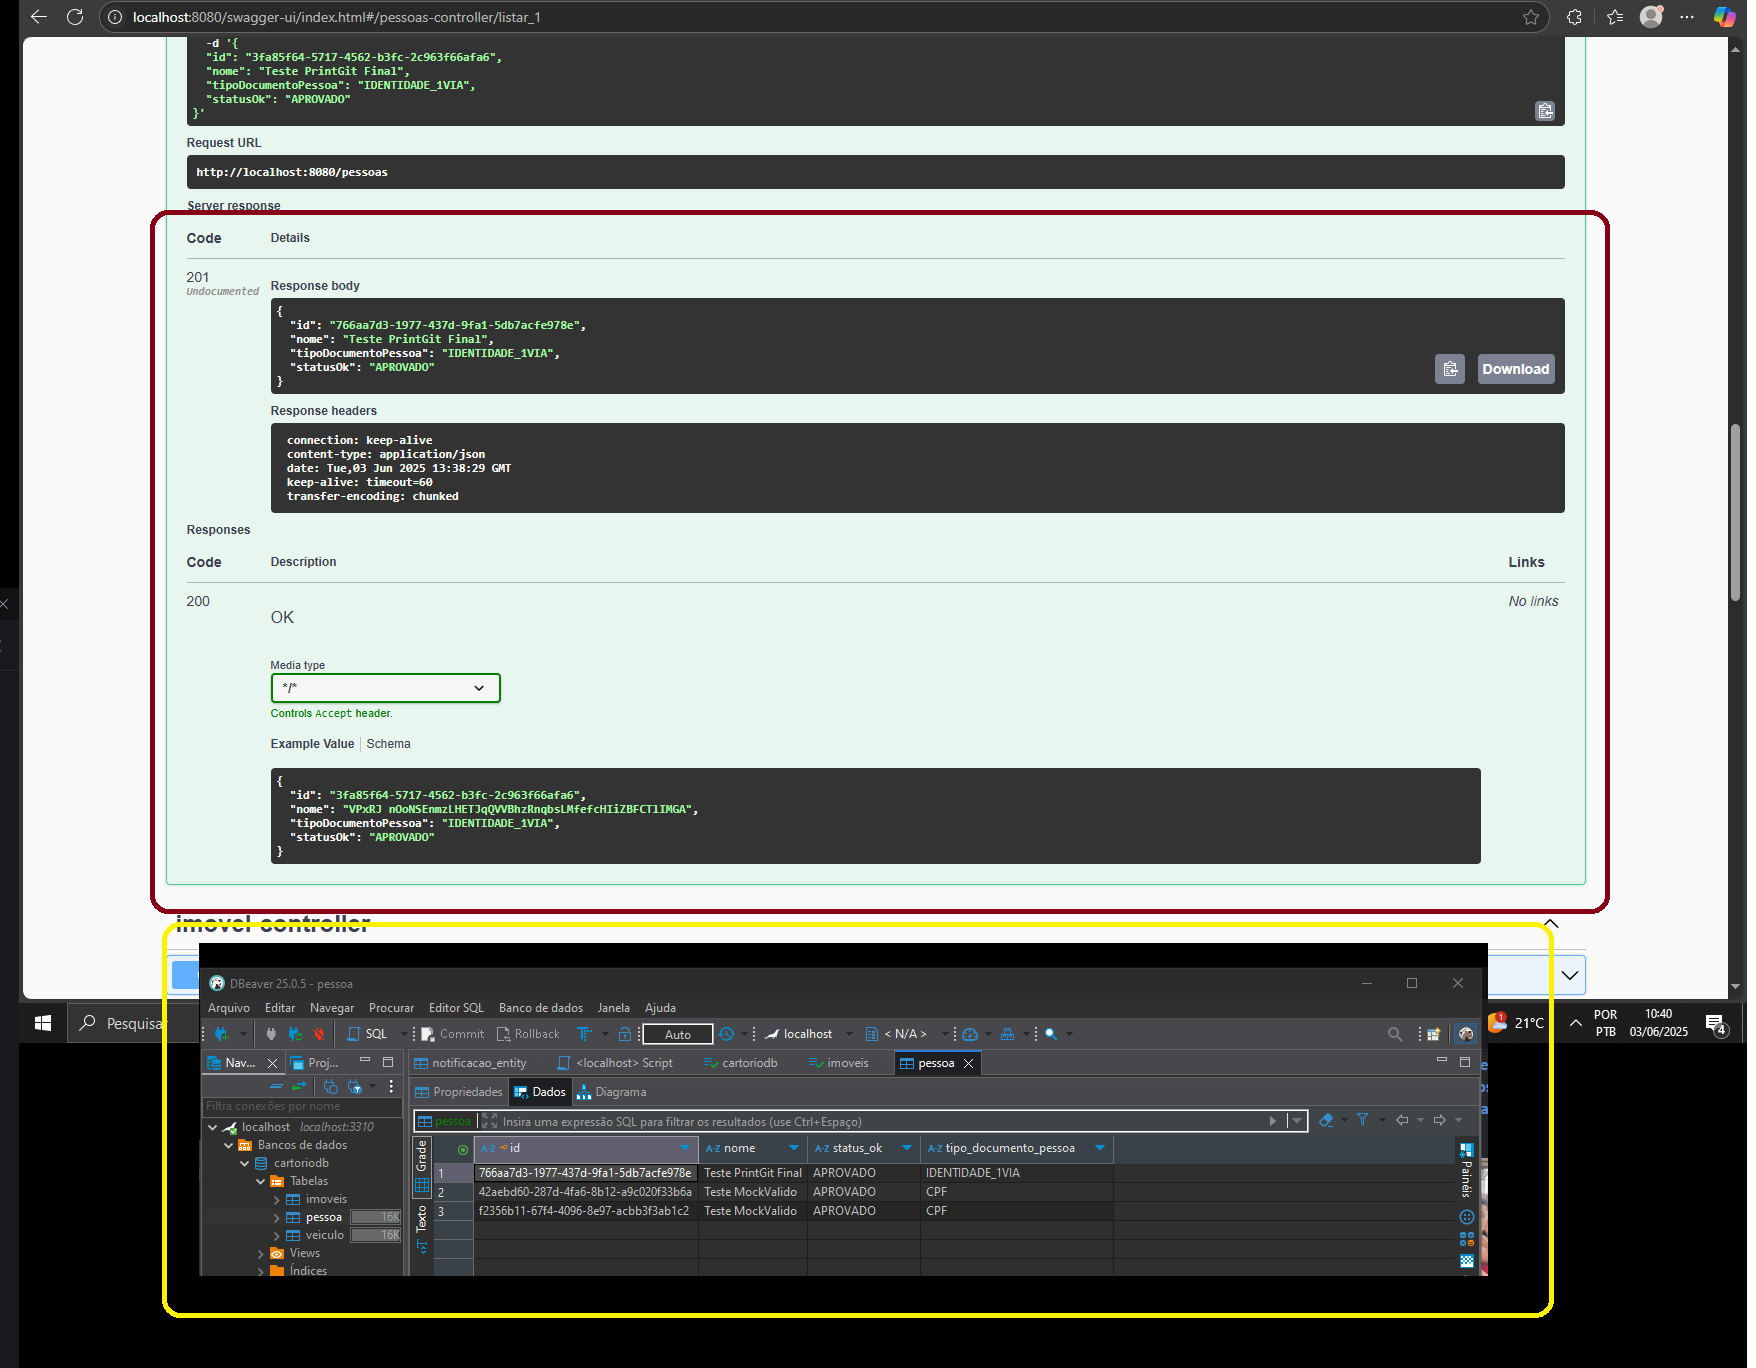 localhost:8080/swagger-ui/index.html#/pessoas-controller/listar_1
-d '{
"id": "3fa85f64-5717-4562-b3fc-2c963f66afa6",
"nome": "Teste PrintGit Final",
"tipoDocumentoPessoa": "IDENTIDADE_1VIA",
"statusOk": "APROVADO"
}'
Request URL
http://localhost:8080/pessoas
Server response
Code Details
201
Undocumented
Response body
{
"id": "766aa7d3-1977-437d-9fa1-5db7acfe978e",
"nome": "Teste PrintGit Final",
"tipoDocumentoPessoa": "IDENTIDADE_1VIA",
"statusOk": "APROVADO"
}
Download
Response headers
connection: keep-alive
content-type: application/json
date: Tue,03 Jun 2025 13:38:29 GMT
keep-alive: timeout=60
transfer-encoding: chunked
Responses
Code Description Links
200
OK
No links
Media type
*/*
Controls Accept header.
Example Value Schema
{
"id": "3fa85f64-5717-4562-b3fc-2c963f66afa6",
"tipoDocumentoPessoa": "IDENTIDADE_1VIA",
"statusOk": "APROVADO"
}
imovel-controller
DBeaver 25.0.5 - pessoa
Arquivo Editar Navegar Procurar Editor SQL Banco de dados Janela Ajuda
Pesquisa
SQL Commit Rollback Auto localhost < N/A >
21°C
POR
PTB
10:40
03/06/2025
4
1
Nav... Proj...
notificacao_entity <localhost> Script cartoriodb imoveis pessoa
Propriedades Dados Diagrama
Filtra conexões por nome
pessoa Insira uma expressão SQL para filtrar os resultados (use Ctrl+Espaço)
localhost localhost:3310
Bancos de dados
cartoriodb
Tabelas
imoveis
pessoa 16K
veiculo 16K
Views
Índices
Grade
Texto
A-Z id A-Z nome A-Z status_ok A-Z tipo_documento_pessoa
1 766aa7d3-1977-437d-9fa1-5db7acfe978e Teste PrintGit Final APROVADO IDENTIDADE_1VIA
2 42aebd60-287d-4fa6-8b12-a9c020f33b6a Teste MockValido APROVADO CPF
3 f2356b11-67f4-4096-8e97-acbb3f3ab1c2 Teste MockValido APROVADO CPF
Painéis